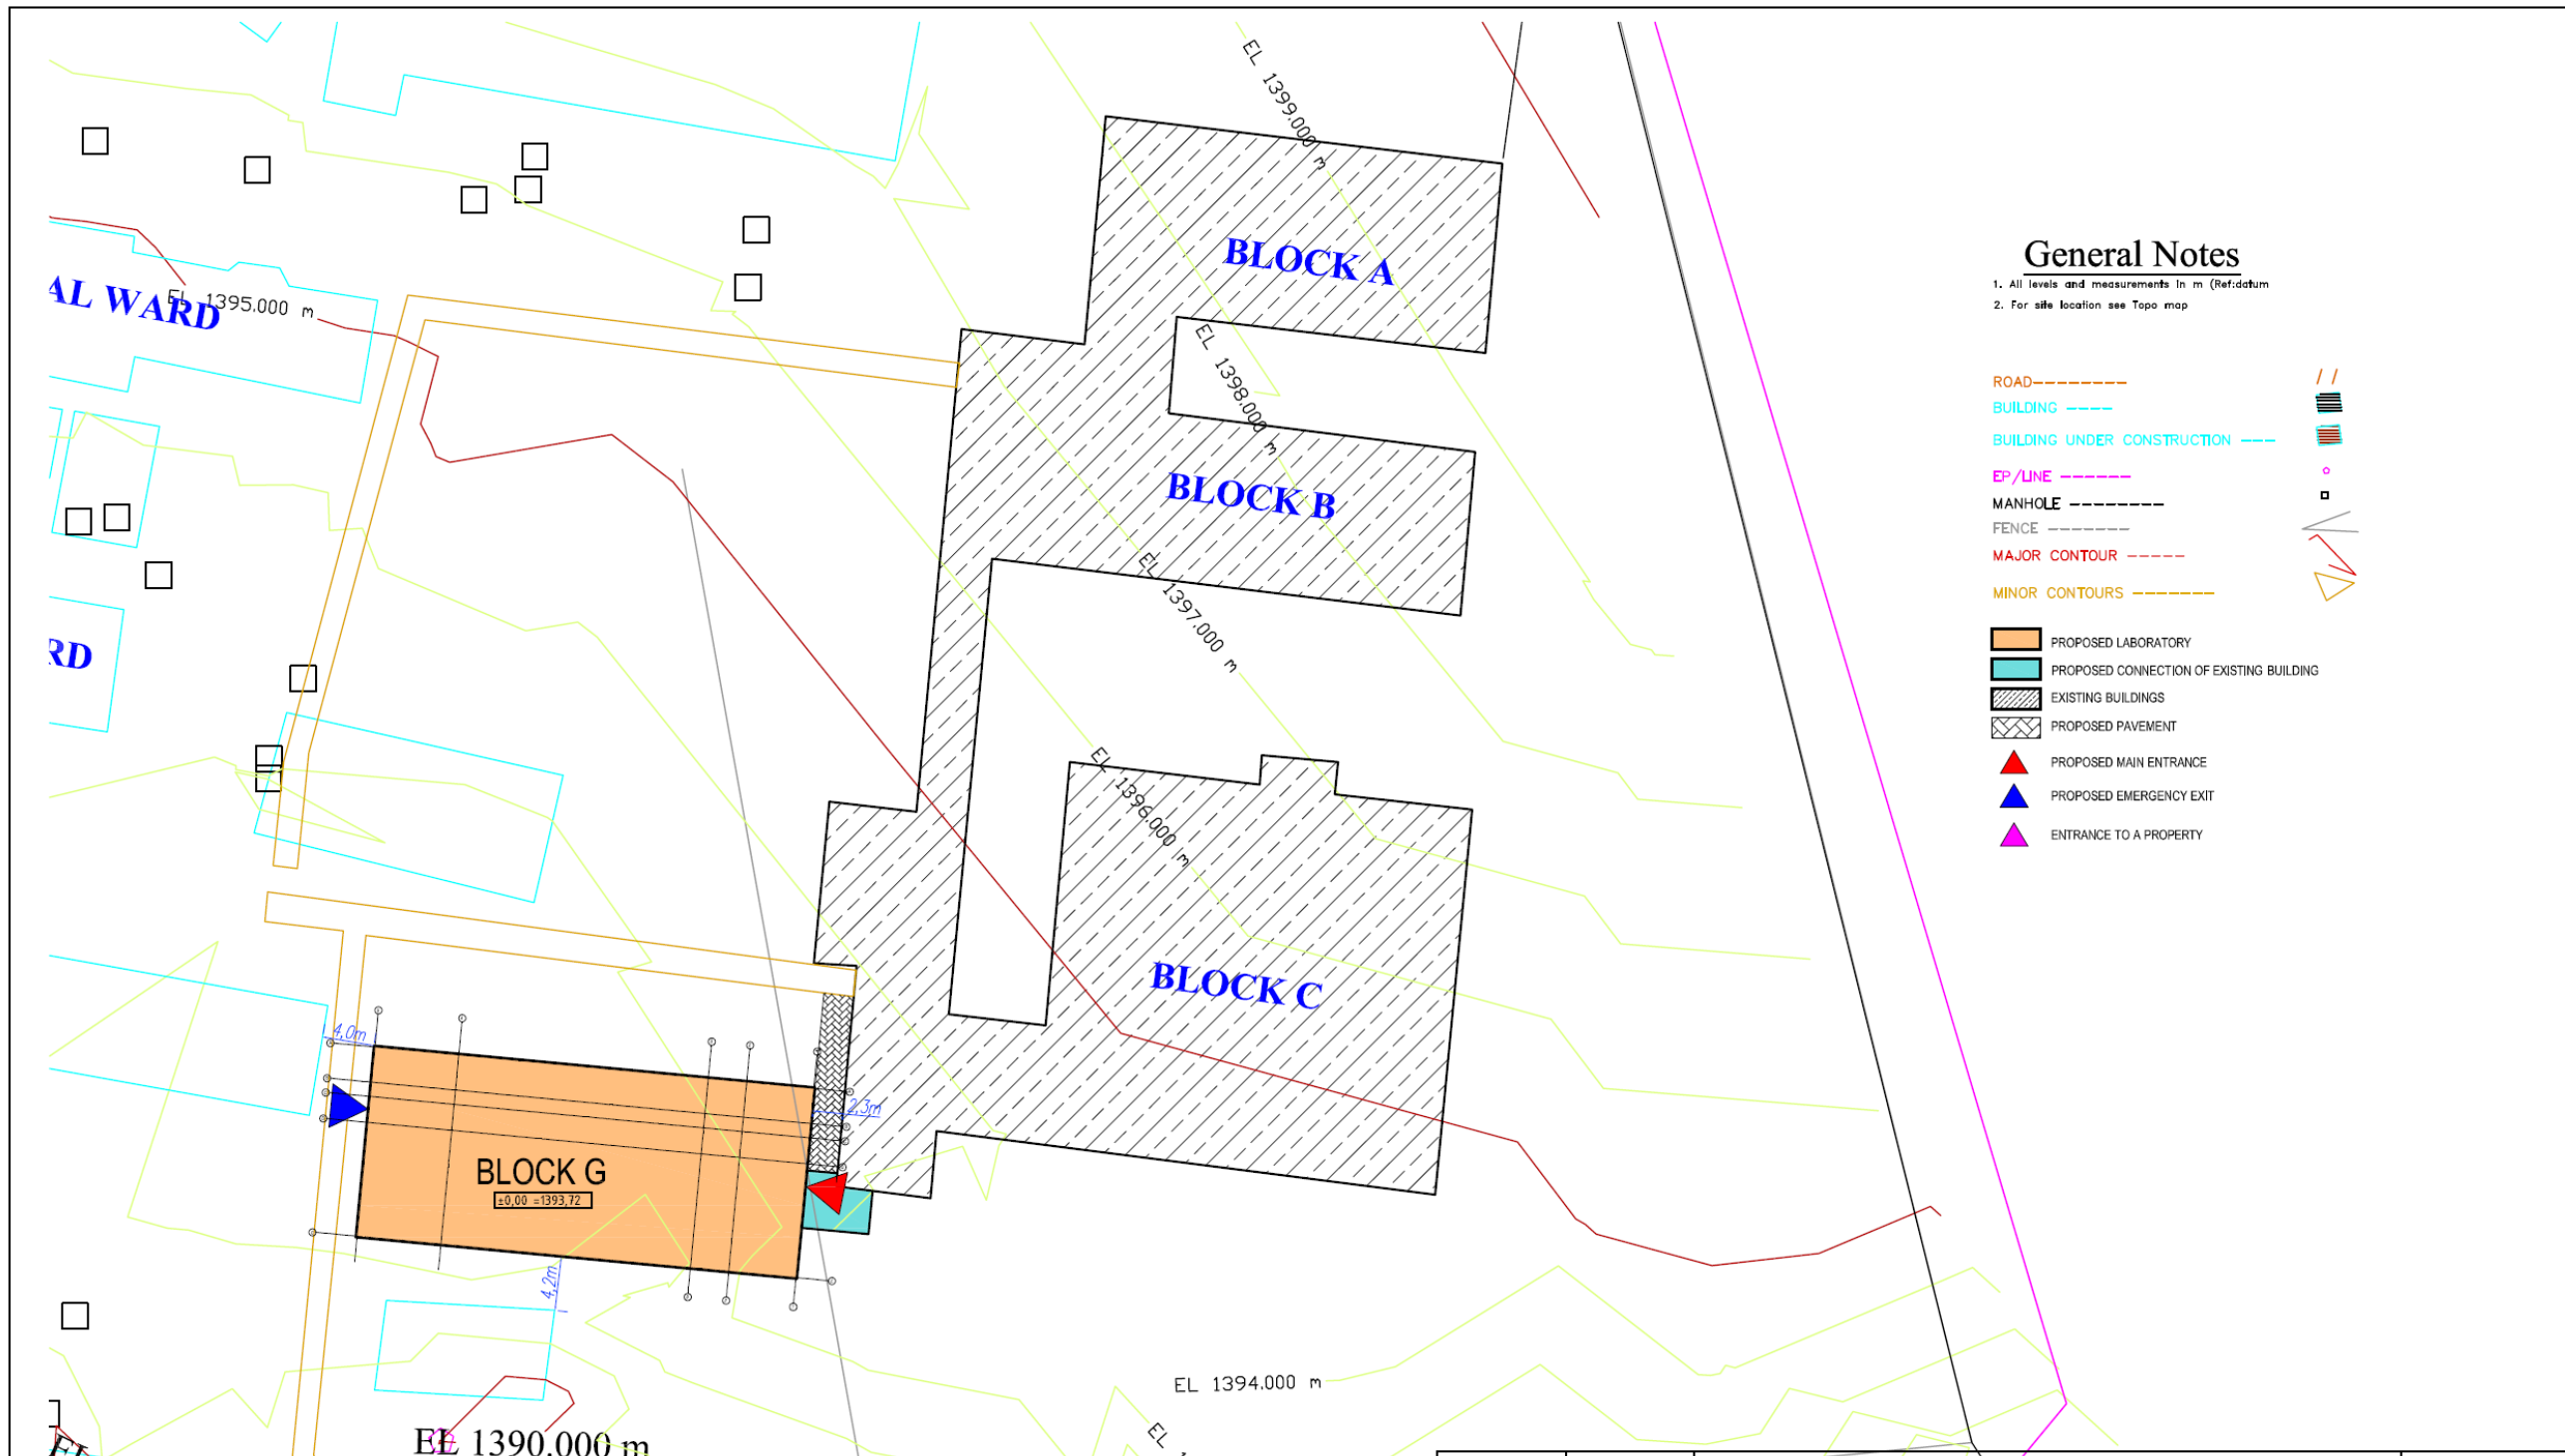 EL 1399.000 m
BLOCK A
General Notes
1. All levels and measurements in m (Ref:datum
2. For site location see Topo map
AL WARD
EL 1395.000 m
EL 1398.000 m
ROAD---------
BUILDING ----
BUILDING UNDER CONSTRUCTION ---
EP/LINE ------
MANHOLE --------
FENCE -------
MAJOR CONTOUR -----
MINOR CONTOURS -------
BLOCK B
EL 1397.000 m
RD
PROPOSED LABORATORY
PROPOSED CONNECTION OF EXISTING BUILDING
EXISTING BUILDINGS
PROPOSED PAVEMENT
PROPOSED MAIN ENTRANCE
PROPOSED EMERGENCY EXIT
ENTRANCE TO A PROPERTY
EL 1396.000 m
BLOCK C
4,0m
2,3m
BLOCK G
±0,00 =1393,72
4,2m
EL 1394.000 m
EL
EL 1390.000 m
EL